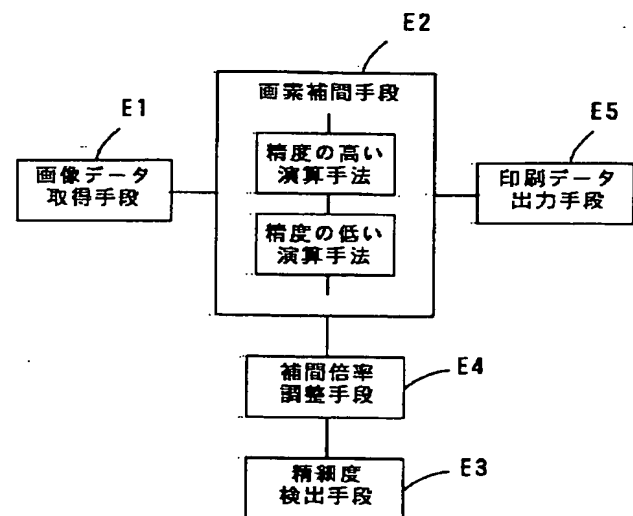 E2
画素補間手段
E1
E5
精度の高い
演算手法
画像データ
取得手段
印刷データ
出力手段
精度の低い
演算手法
補間倍率
調整手段
E4
精細度
検出手段
E3